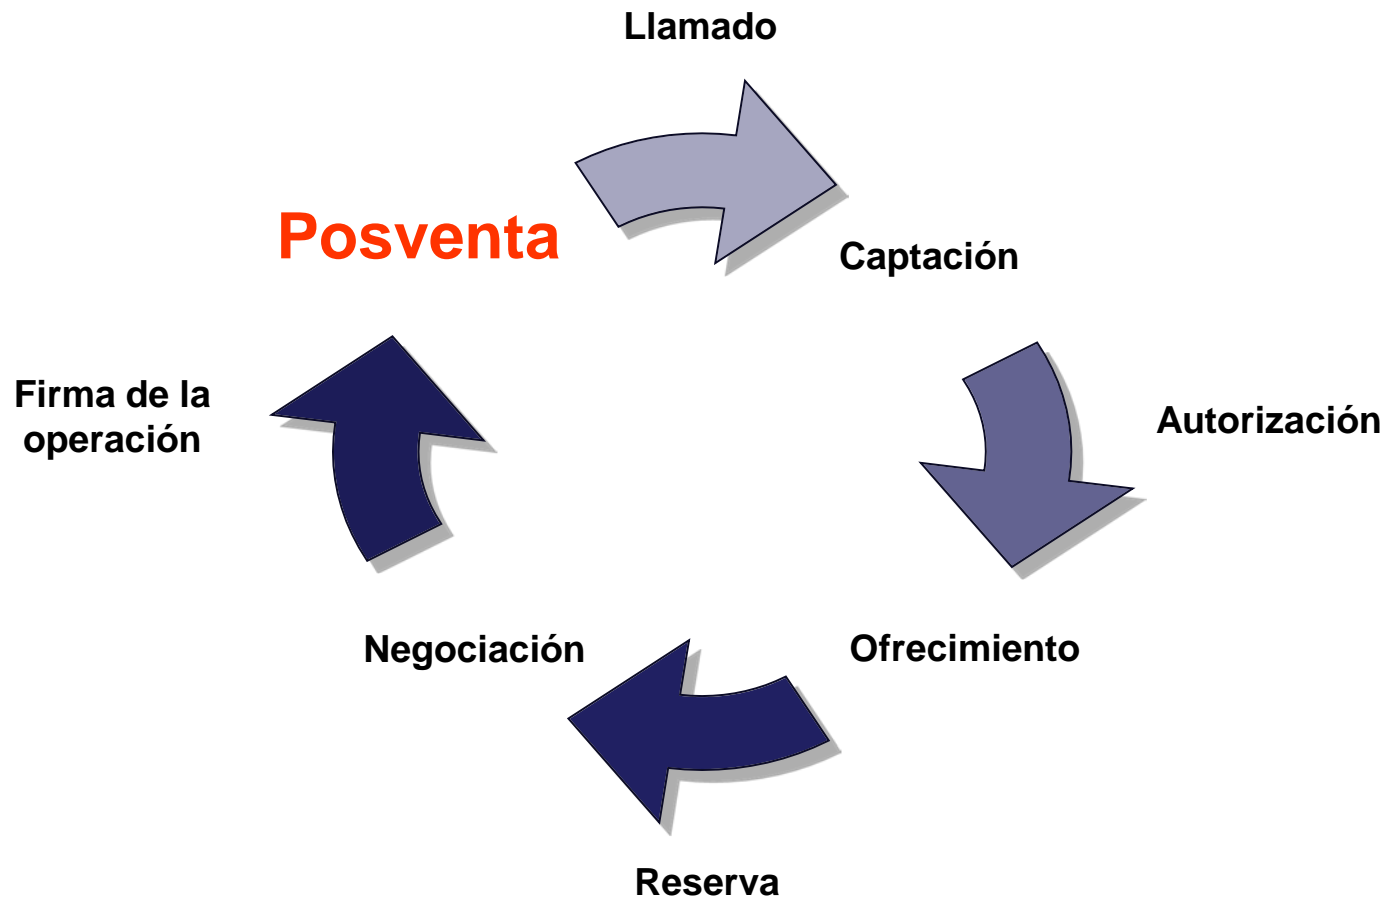 Llamado
Posventa
Captación
Firma de la
operación
Autorización
Negociación
Ofrecimiento
Reserva